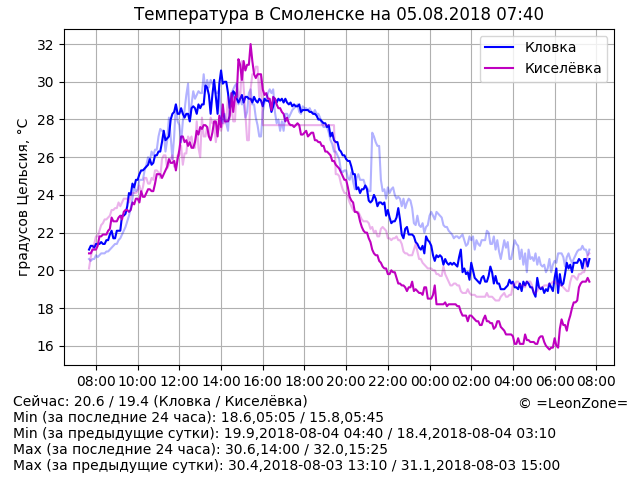 Температура в Смоленске на 05.08.2018 07:40
Кловка
Киселёвка
градусов Цельсия, °C
32
30
28
26
24
22
20
18
16
08:00 10:00 12:00 14:00 16:00 18:00 20:00 22:00 00:00 02:00 04:00 06:00 08:00
Сейчас: 20.6 / 19.4 (Кловка / Киселёвка)
© =LeonZone=
Min (за последние 24 часа): 18.6,05:05 / 15.8,05:45
Min (за предыдущие сутки): 19.9,2018-08-04 04:40 / 18.4,2018-08-04 03:10
Max (за последние 24 часа): 30.6,14:00 / 32.0,15:25
Max (за предыдущие сутки): 30.4,2018-08-03 13:10 / 31.1,2018-08-03 15:00